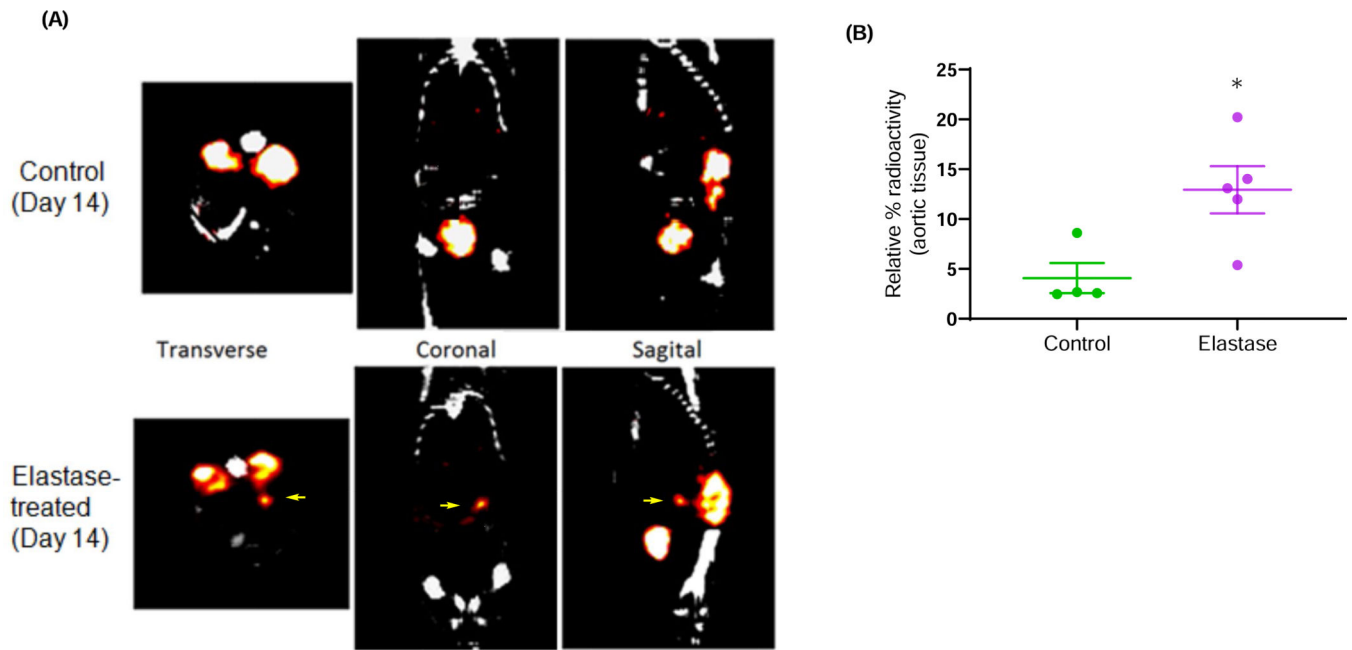 (A)
Control
(Day 14)
Transverse
Coronal
Sagital
Elastase-
treated
(Day 14)
(B)
Relative % radioactivity
(aortic tissue)
25
20
15
10
5
0
*
Control
Elastase